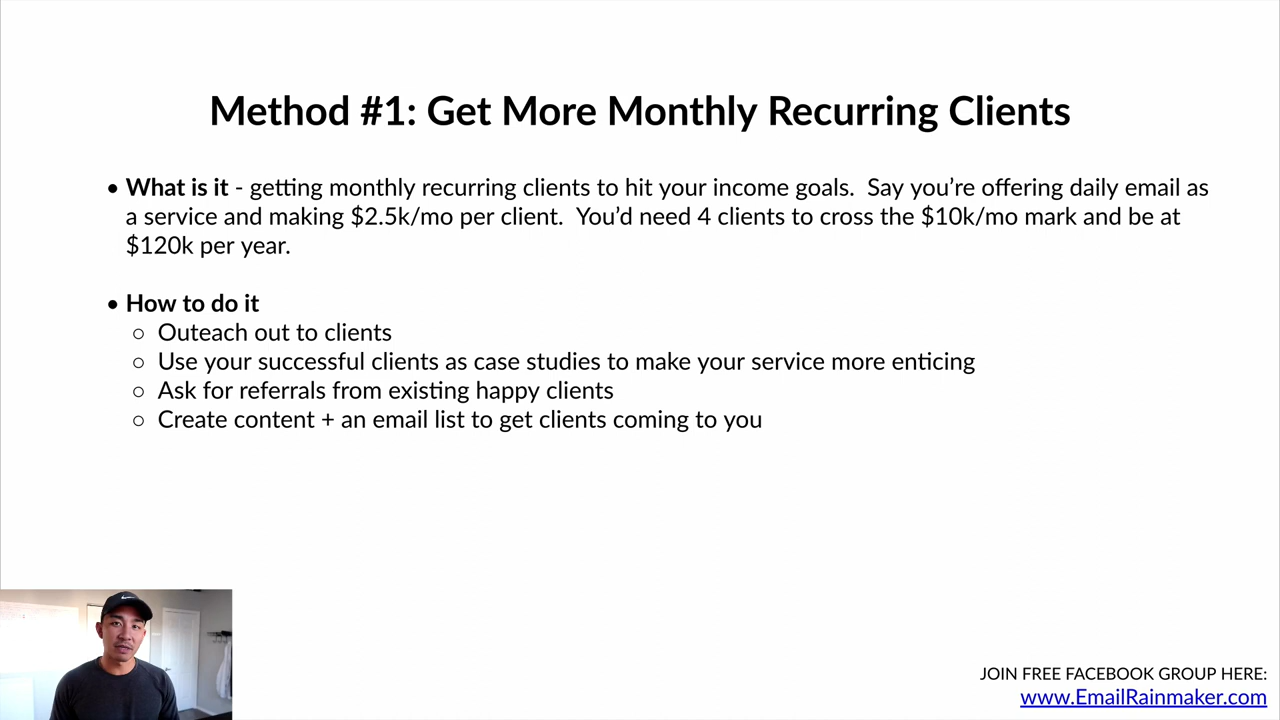 Method #1: Get More Monthly Recurring Clients
• What is it - getting monthly recurring clients to hit your income goals.  Say you’re offering daily email as
a service and making $2.5k/mo per client.  You’d need 4 clients to cross the $10k/mo mark and be at
$120k per year.
• How to do it
○ Outeach out to clients
○ Use your successful clients as case studies to make your service more enticing
○ Ask for referrals from existing happy clients
○ Create content + an email list to get clients coming to you
JOIN FREE FACEBOOK GROUP HERE:
www.EmailRainmaker.com